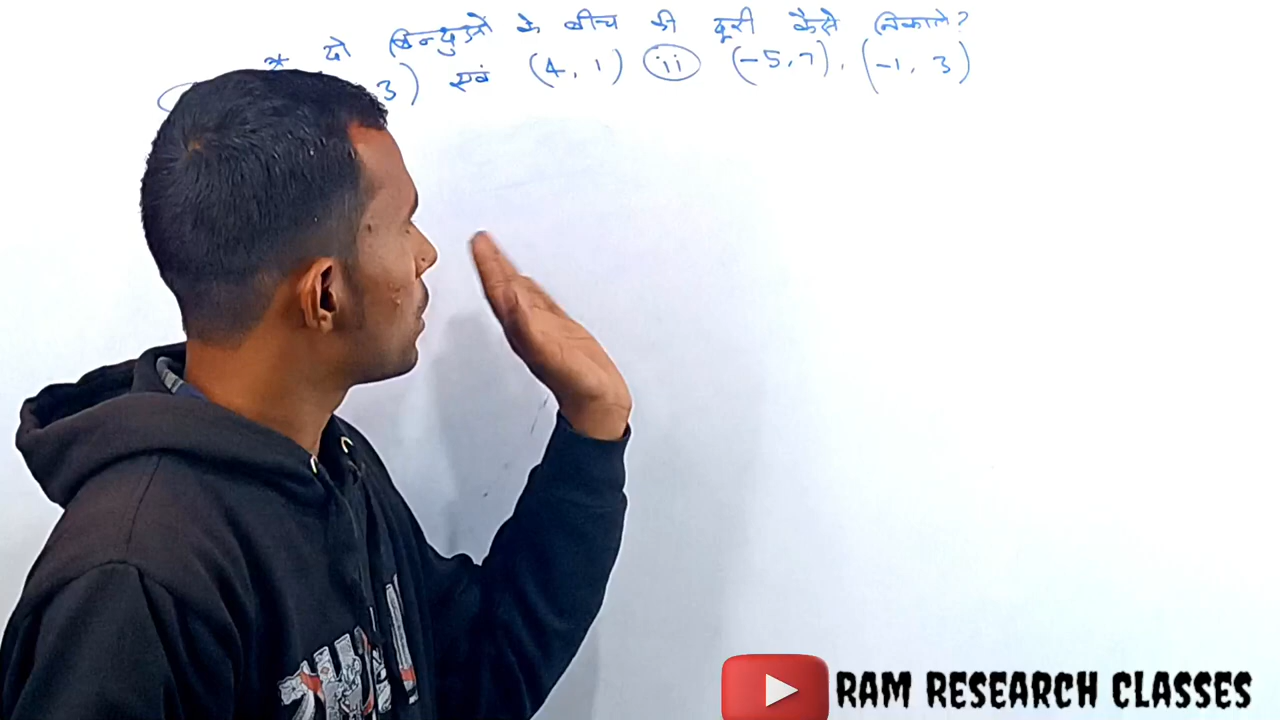 * दो बिन्दुओ के बीच की दूरी कैसे निकाले?
3) एवं (4, 1) ii (-5, 7), (-1, 3)
RAM RESEARCH CLASSES